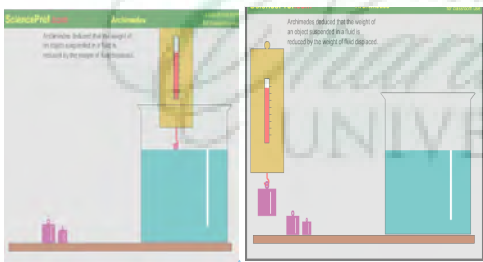 ScienceProf
Archimedes
Archimedes deduced that the weight of
an object suspended in a fluid is
reduced by the weight of fluid displaced.
Archimedes deduced that the weight of
an object suspended in a fluid is
reduced by the weight of fluid displaced.
UNIVE